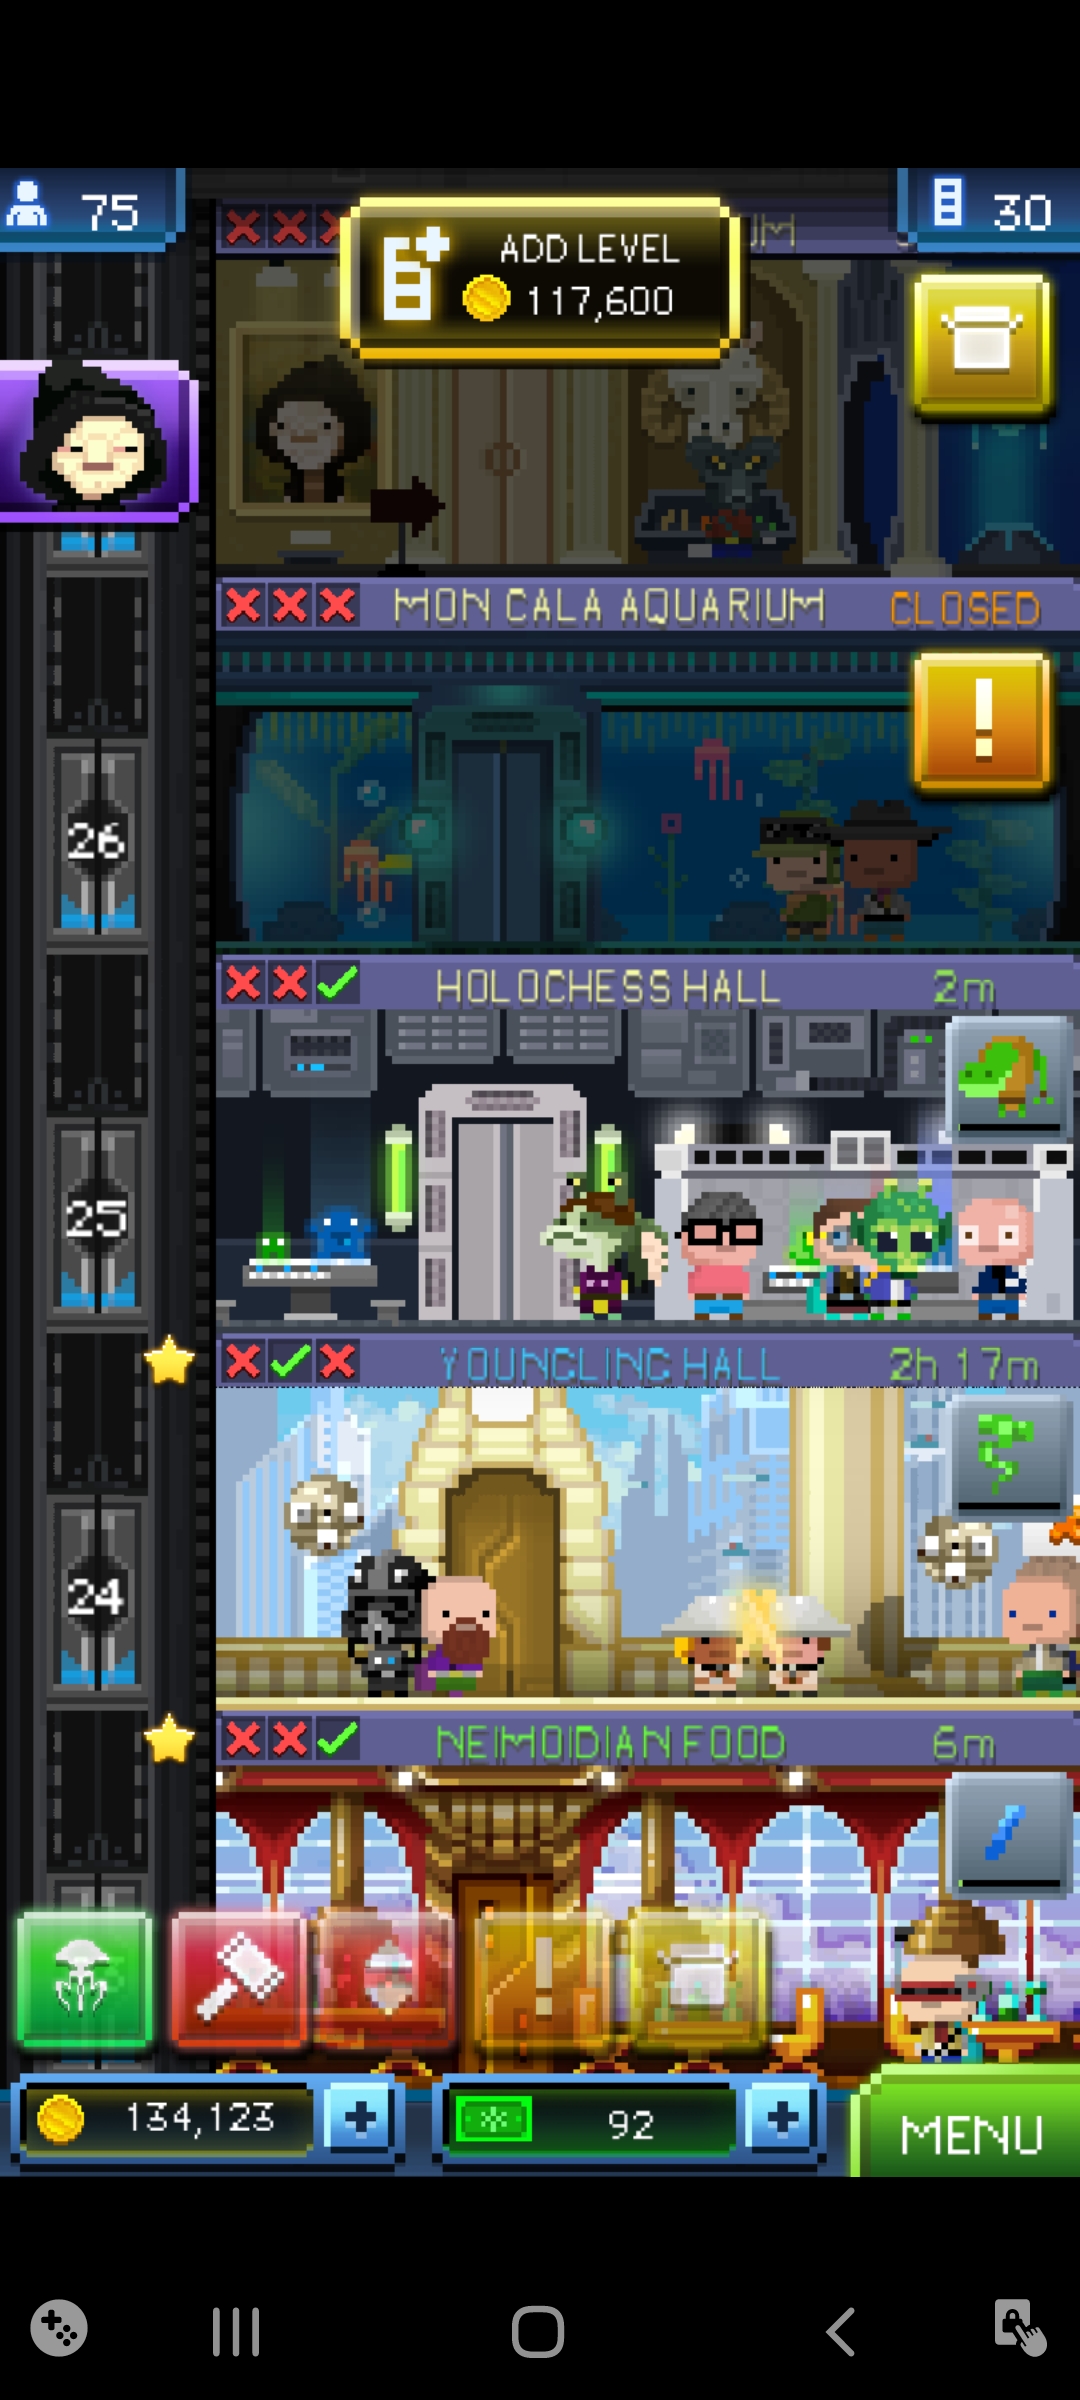 75
ADD LEVEL
117,600
30
MON CALA AQUARIUM CLOSED
!
26
HOLOCHESS HALL 2m
25
YOUNGLING HALL 2h 17m
24
NEIMOIDIAN FOOD 6m
!
134,123 + 92 + MENU